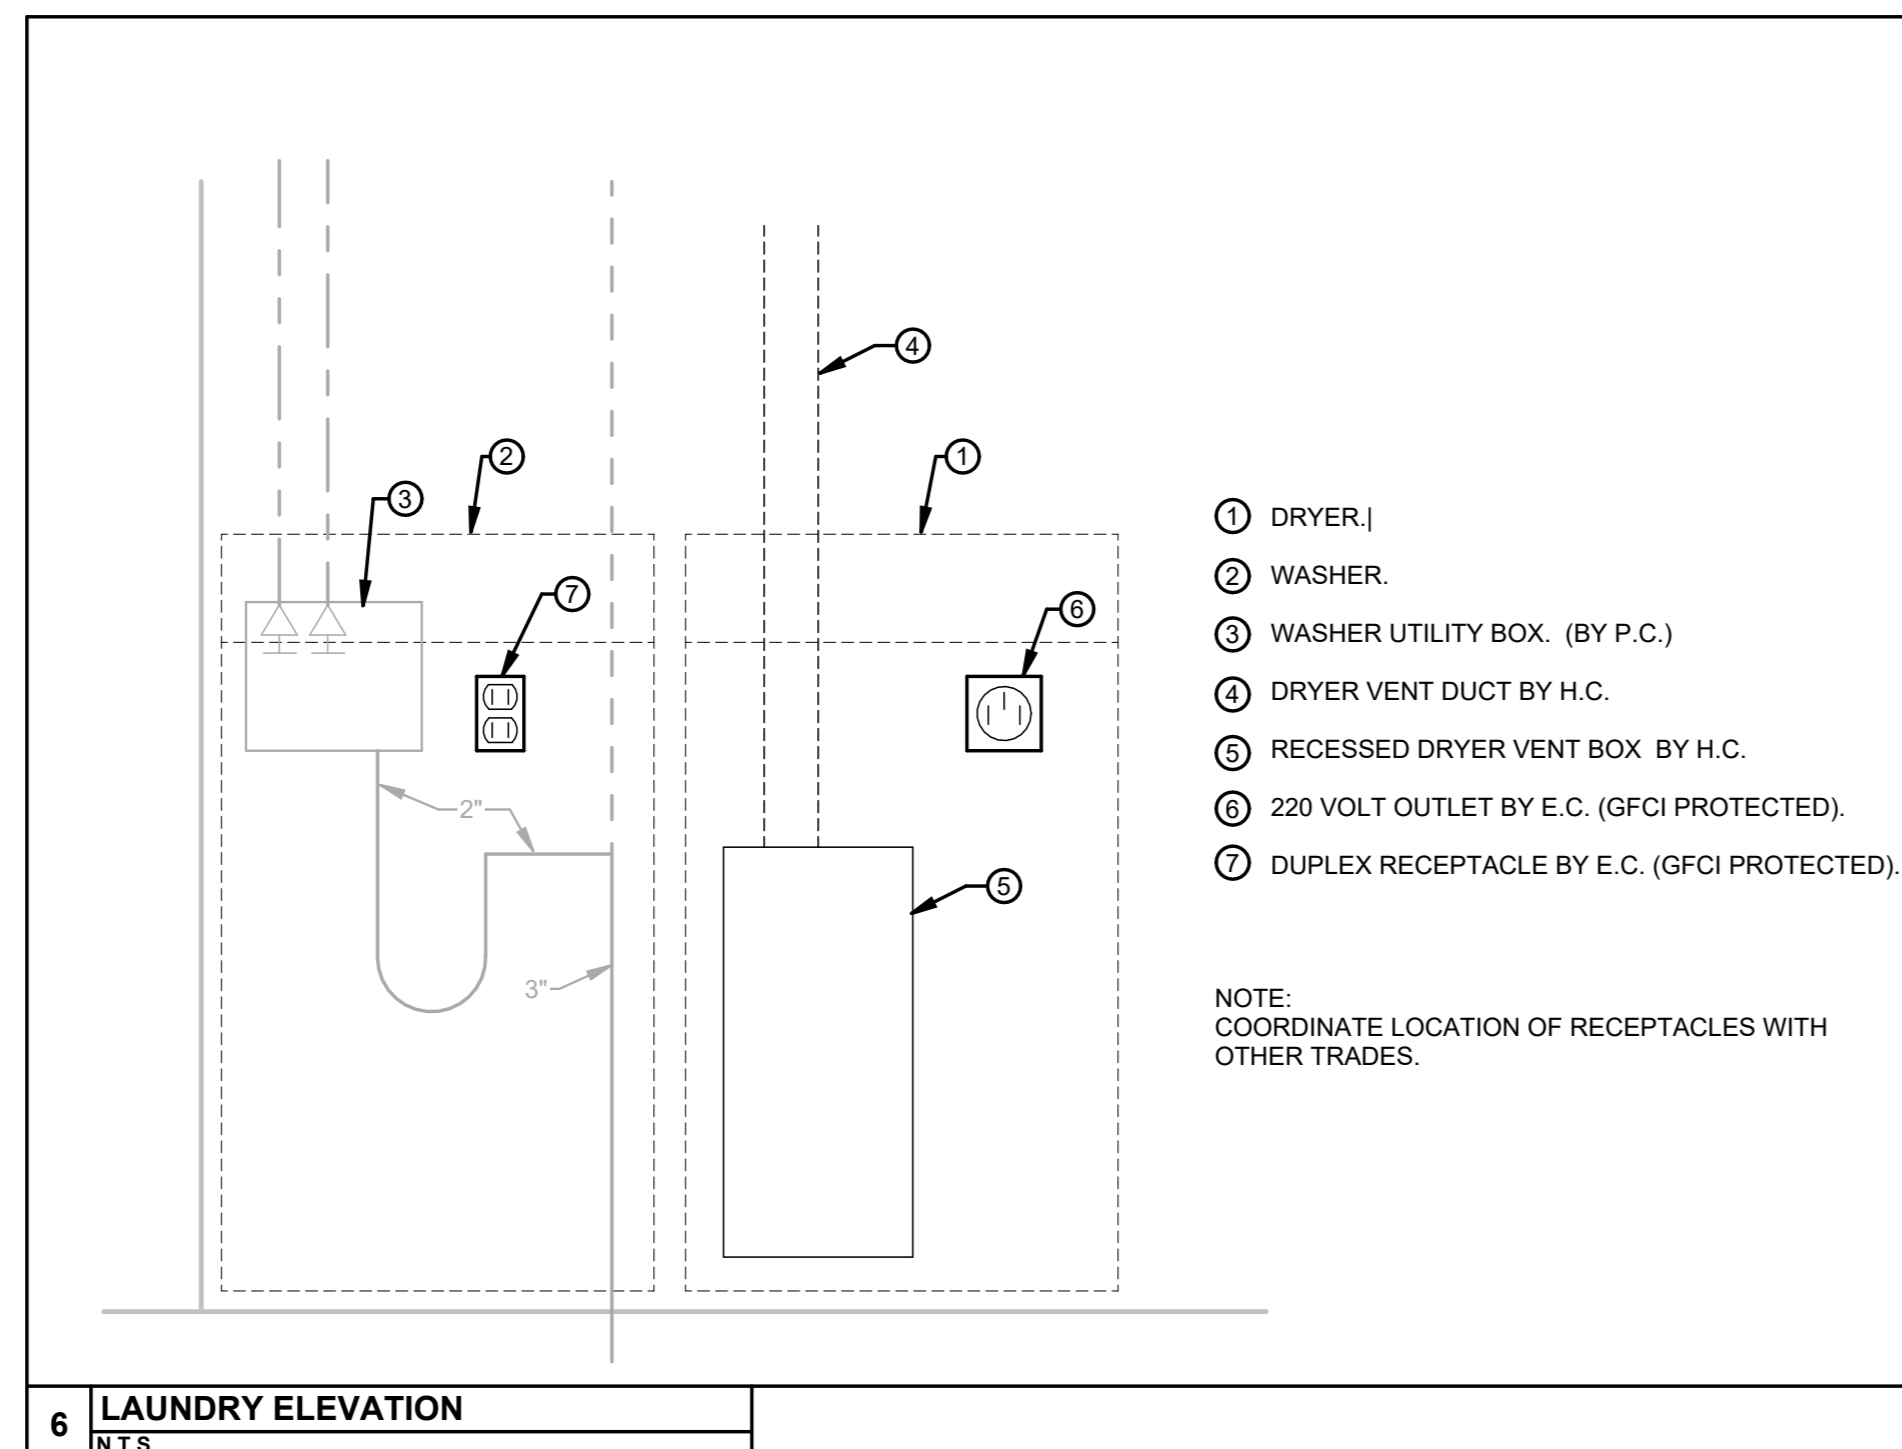 4
2
1
3
7
6
2"
5
3"
1 DRYER.|
2 WASHER.
3 WASHER UTILITY BOX. (BY P.C.)
4 DRYER VENT DUCT BY H.C.
5 RECESSED DRYER VENT BOX BY H.C.
6 220 VOLT OUTLET BY E.C. (GFCI PROTECTED).
7 DUPLEX RECEPTACLE BY E.C. (GFCI PROTECTED).
NOTE:
COORDINATE LOCATION OF RECEPTACLES WITH
OTHER TRADES.
6 LAUNDRY ELEVATION
N.T.S.